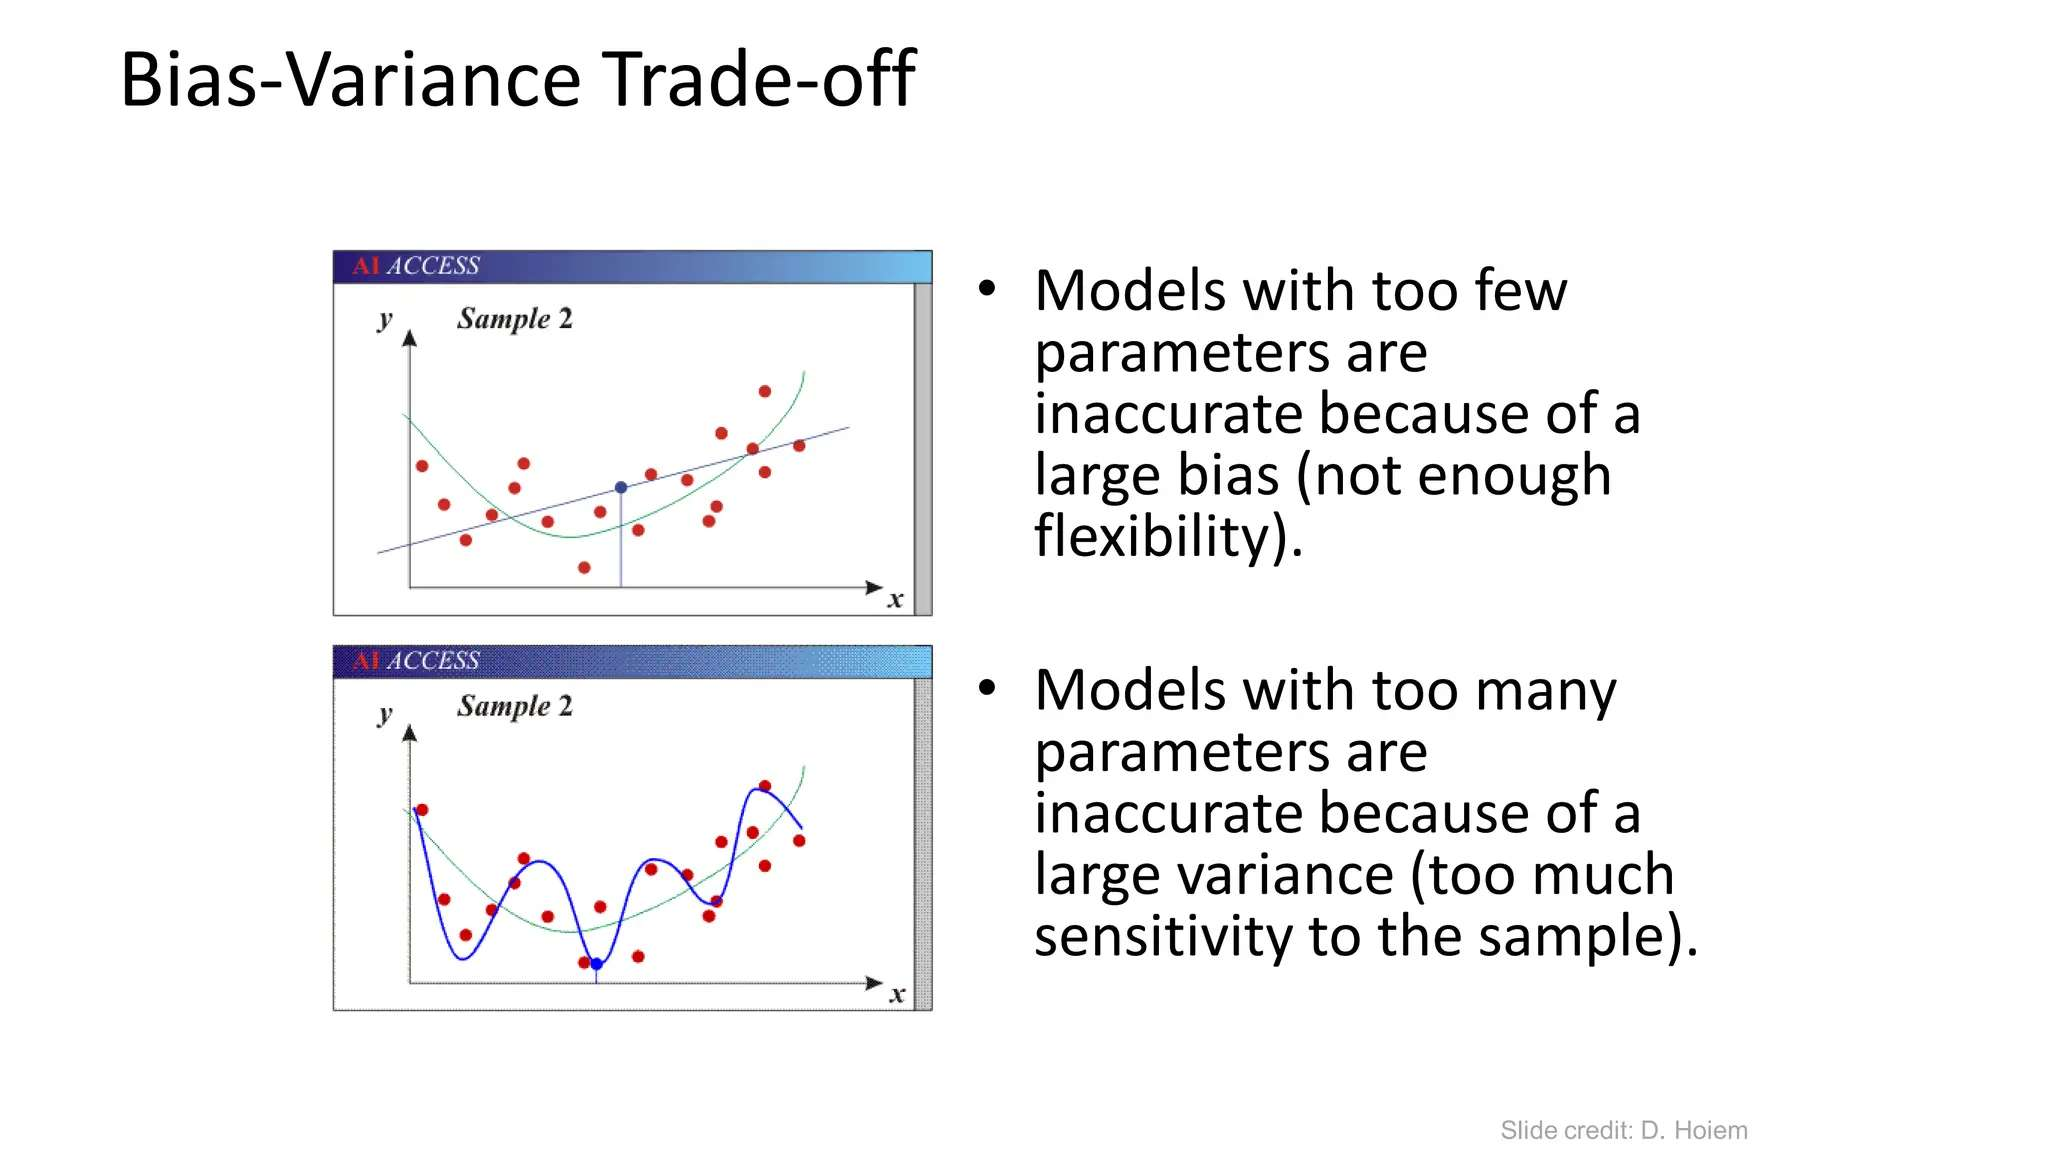 Bias-Variance Trade-off
AI ACCESS
y
Sample 2
x
• Models with too few
parameters are
inaccurate because of a
large bias (not enough
flexibility).
AI ACCESS
y
Sample 2
x
• Models with too many
parameters are
inaccurate because of a
large variance (too much
sensitivity to the sample).
Slide credit: D. Hoiem